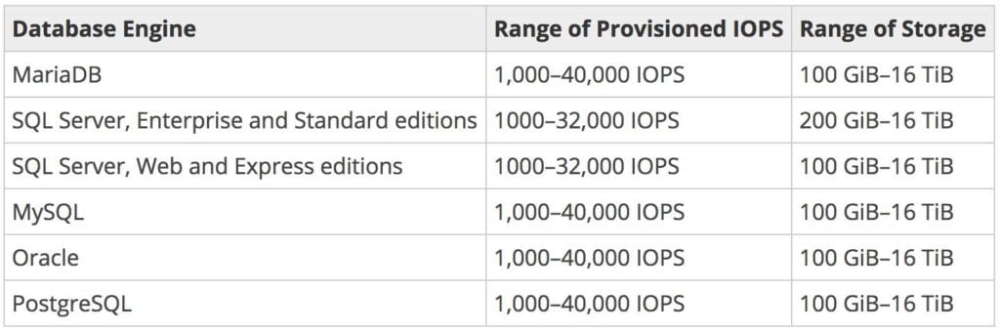 Database Engine Range of Provisioned IOPS Range of Storage
MariaDB 1,000–40,000 IOPS 100 GiB–16 TiB
SQL Server, Enterprise and Standard editions 1000–32,000 IOPS 200 GiB–16 TiB
SQL Server, Web and Express editions 1000–32,000 IOPS 100 GiB–16 TiB
MySQL 1,000–40,000 IOPS 100 GiB–16 TiB
Oracle 1,000–40,000 IOPS 100 GiB–16 TiB
PostgreSQL 1,000–40,000 IOPS 100 GiB–16 TiB